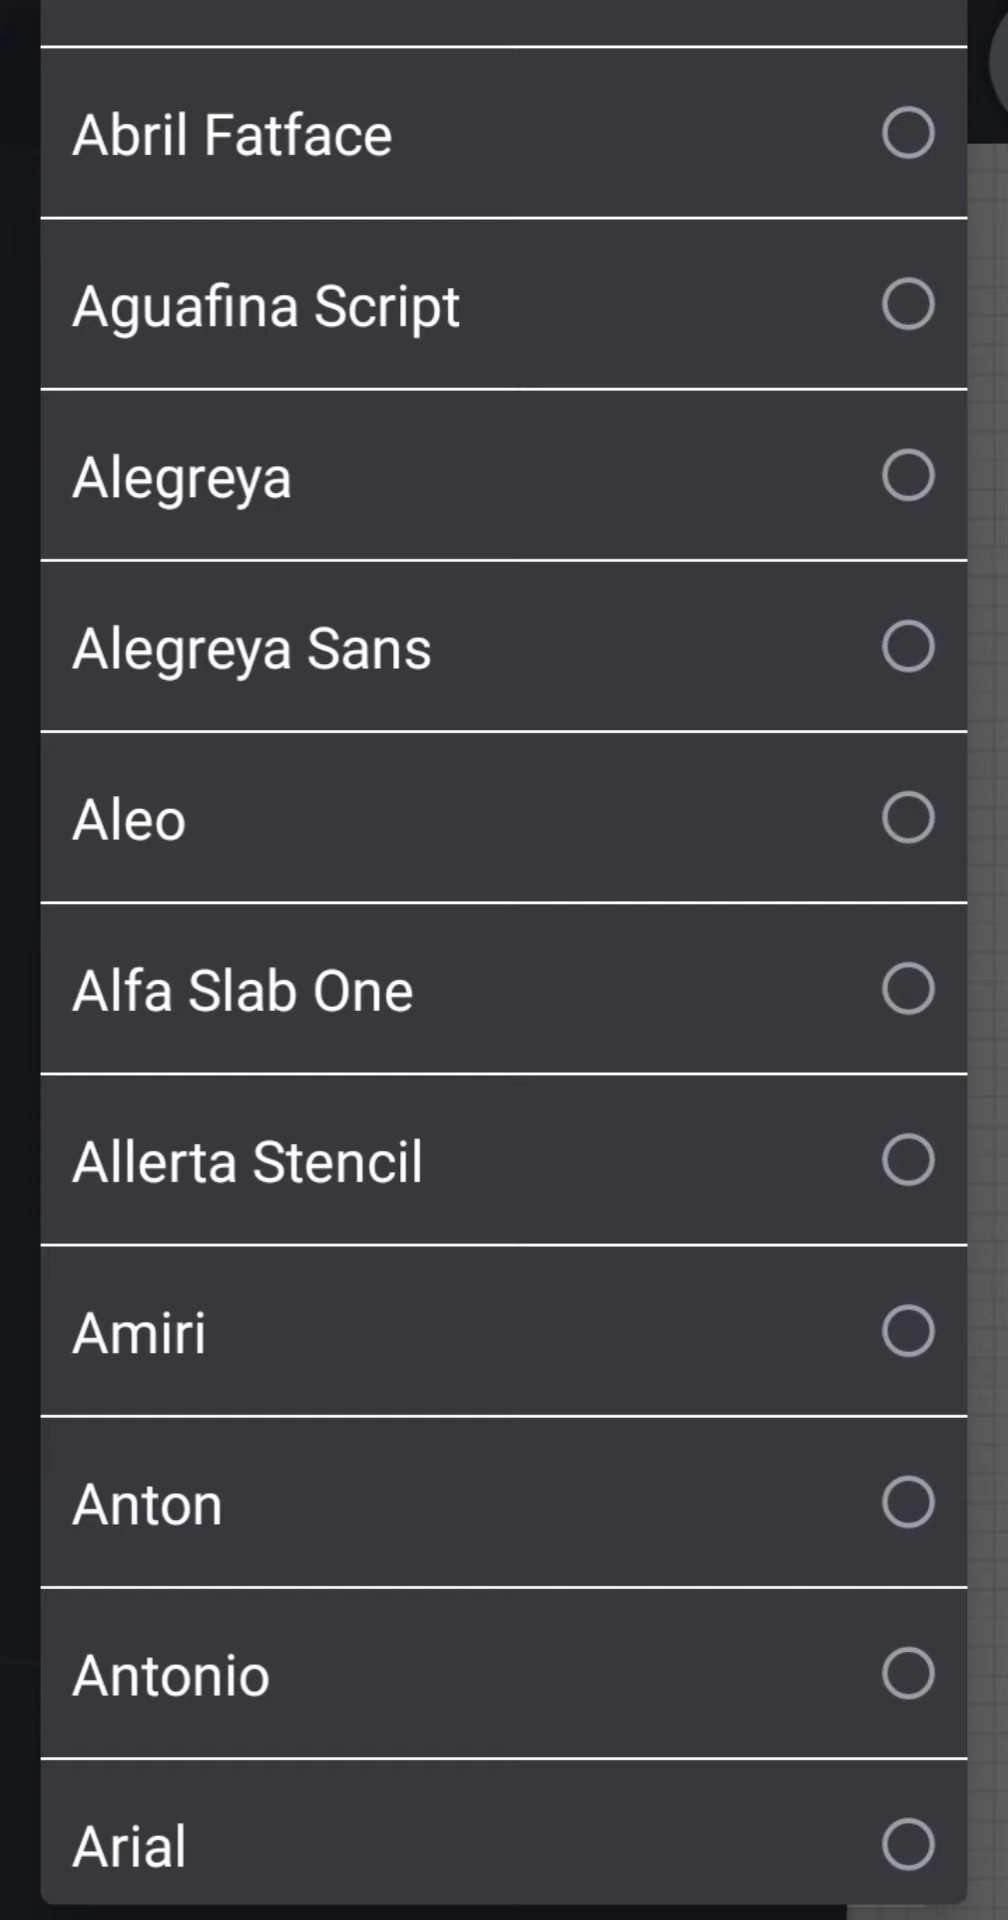 Abril Fatface
Aguafina Script
Alegreya
Alegreya Sans
Aleo
Alfa Slab One
Allerta Stencil
Amiri
Anton
Antonio
Arial